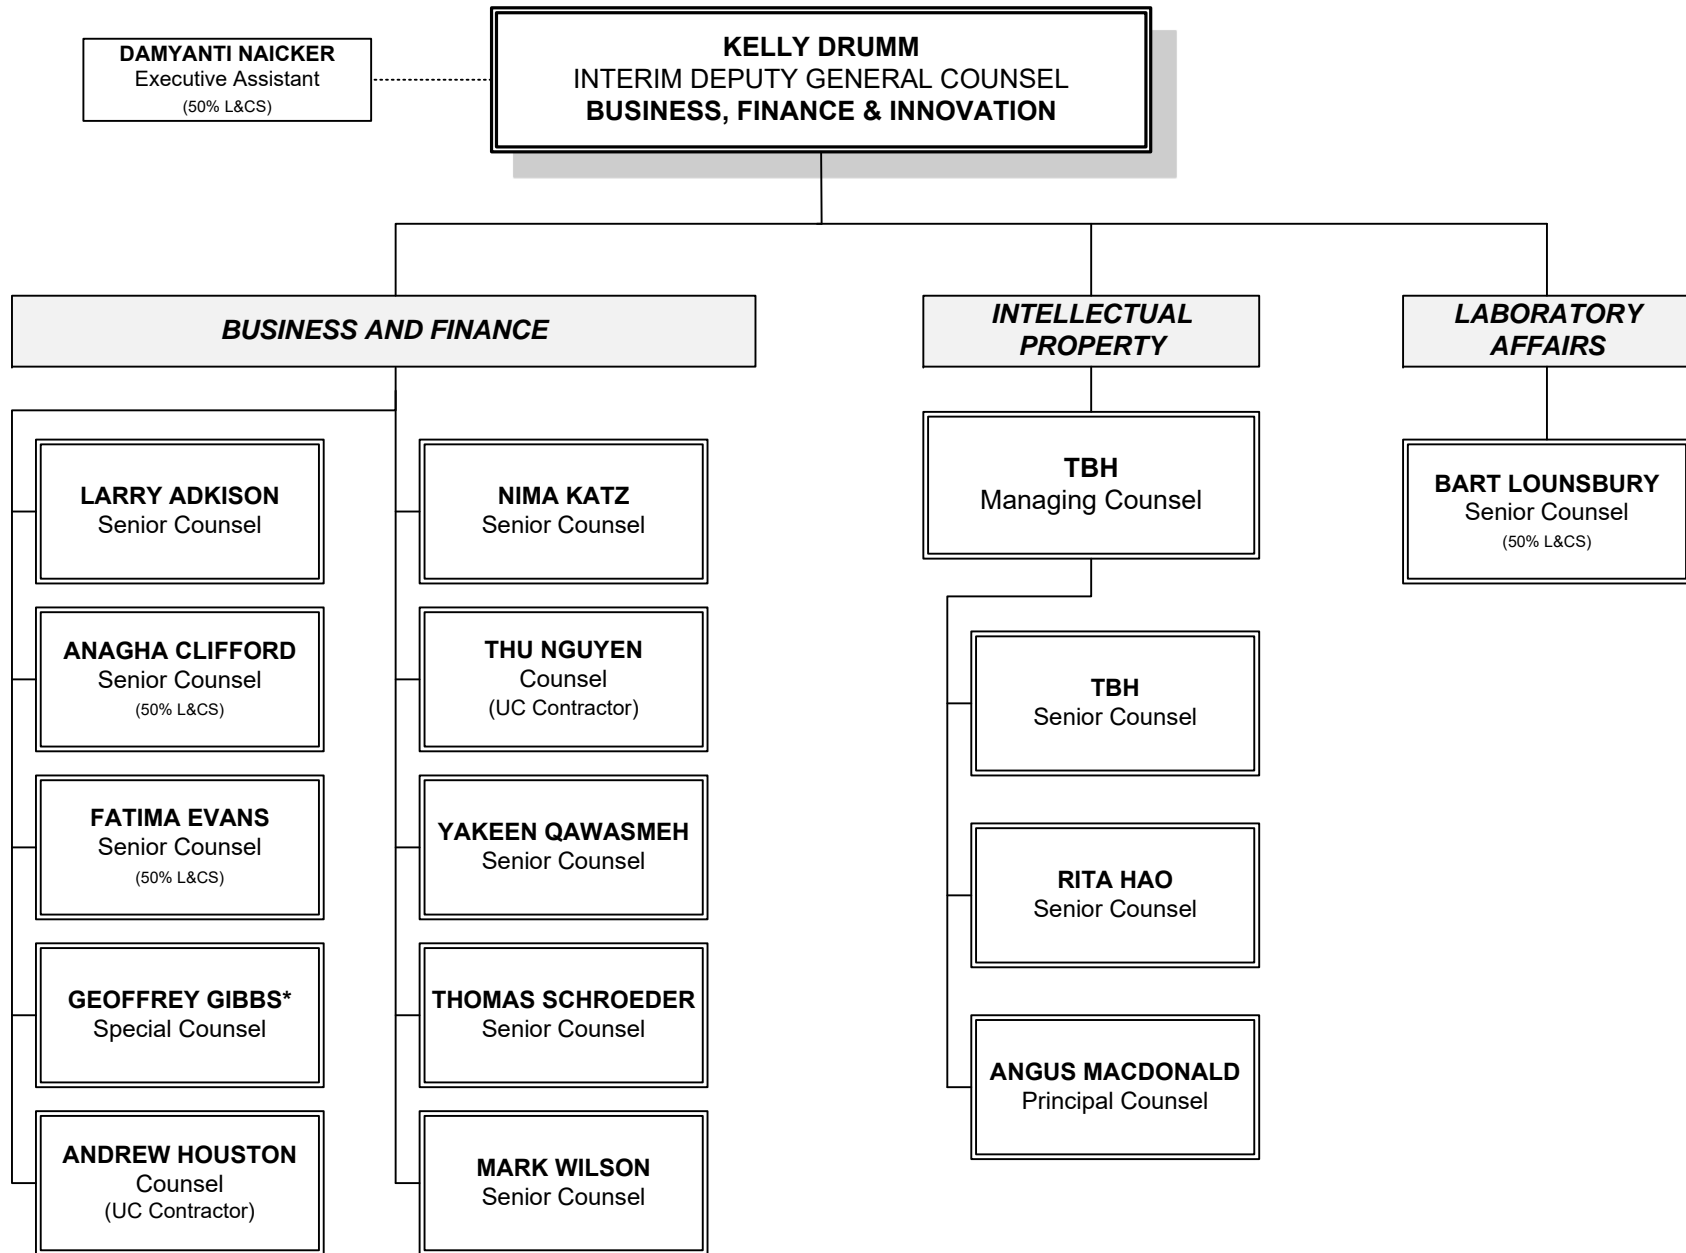 DAMYANTI NAICKER
Executive Assistant
(50% L&CS)
KELLY DRUMM
INTERIM DEPUTY GENERAL COUNSEL
BUSINESS, FINANCE & INNOVATION
BUSINESS AND FINANCE
LARRY ADKISON
Senior Counsel
ANAGHA CLIFFORD
Senior Counsel
(50% L&CS)
FATIMA EVANS
Senior Counsel
(50% L&CS)
GEOFFREY GIBBS*
Special Counsel
ANDREW HOUSTON
Counsel
(UC Contractor)
NIMA KATZ
Senior Counsel
THU NGUYEN
Counsel
(UC Contractor)
YAKEEN QAWASMEH
Senior Counsel
THOMAS SCHROEDER
Senior Counsel
MARK WILSON
Senior Counsel
INTELLECTUAL
PROPERTY
TBH
Managing Counsel
TBH
Senior Counsel
RITA HAO
Senior Counsel
ANGUS MACDONALD
Principal Counsel
LABORATORY
AFFAIRS
BART LOUNSBURY
Senior Counsel
(50% L&CS)